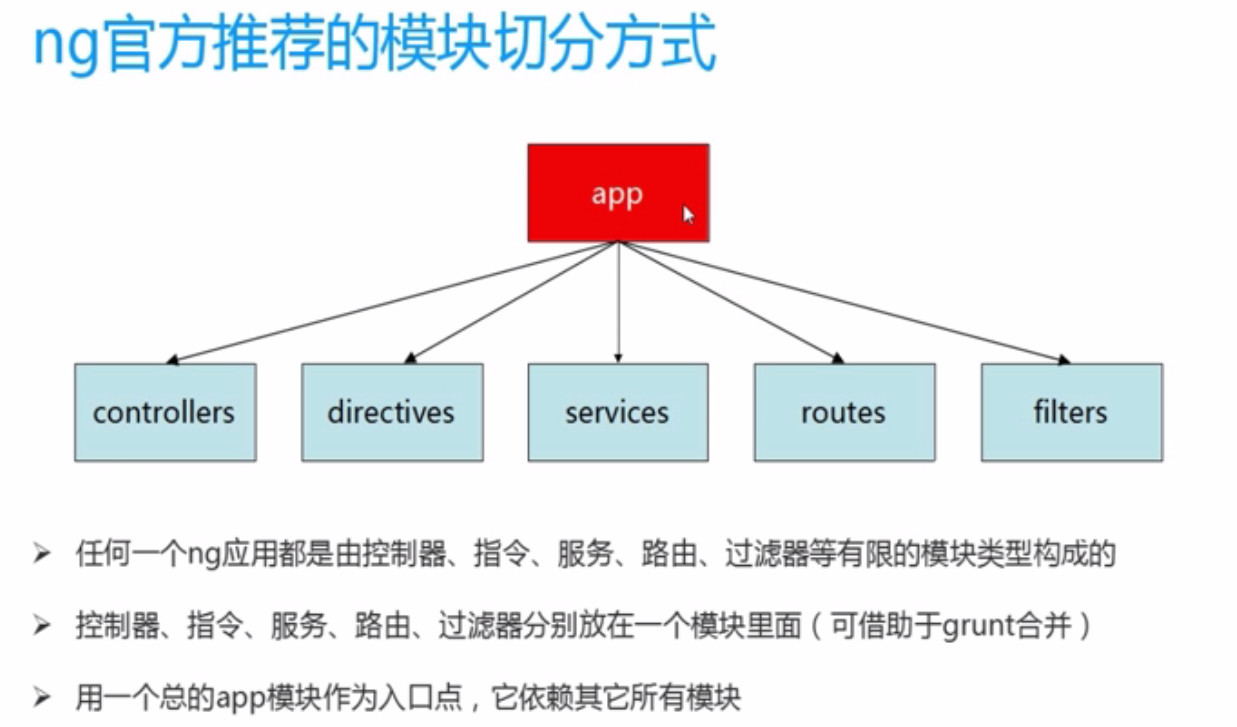 ng官方推荐的模块切分方式
app
controllers
directives
services
routes
filters
任何一个ng应用都是由控制器、指令、服务、路由、过滤器等有限的模块类型构成的
控制器、指令、服务、路由、过滤器分别放在一个模块里面（可借助于grunt合并）
用一个总的app模块作为入口点，它依赖其它所有模块